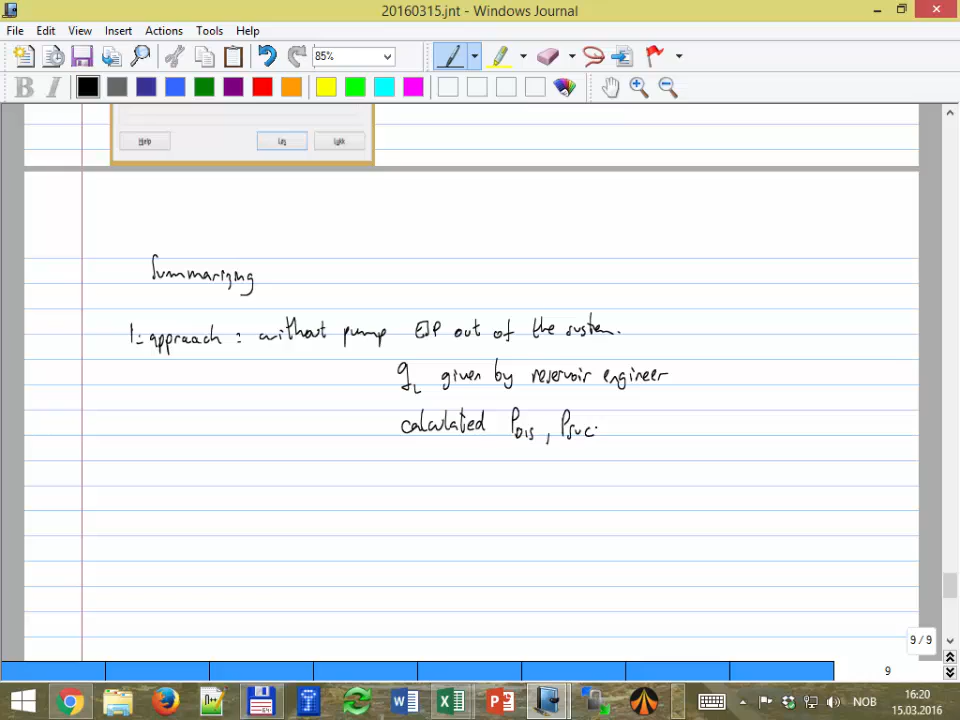 20160315.jnt - Windows Journal
File Edit View Insert Actions Tools Help
85%
B I
Help
Summarizing
1- approach : without pump ESP out of the system.
qL given by reservoir engineer
calculated PDIS, PSUC
9 / 9
9
NOB
16:20
15.03.2016